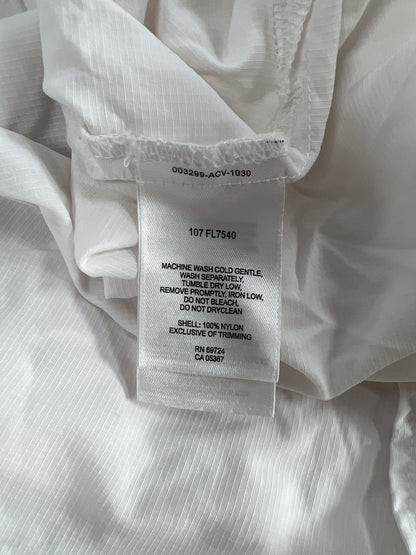 003299-ACV-1030
107 FL7540
MACHINE WASH COLD GENTLE,
WASH SEPARATELY,
TUMBLE DRY LOW,
REMOVE PROMPTLY, IRON LOW,
DO NOT BLEACH,
DO NOT DRYCLEAN
SHELL: 100% NYLON
EXCLUSIVE OF TRIMMING
RN 69724
CA 05367